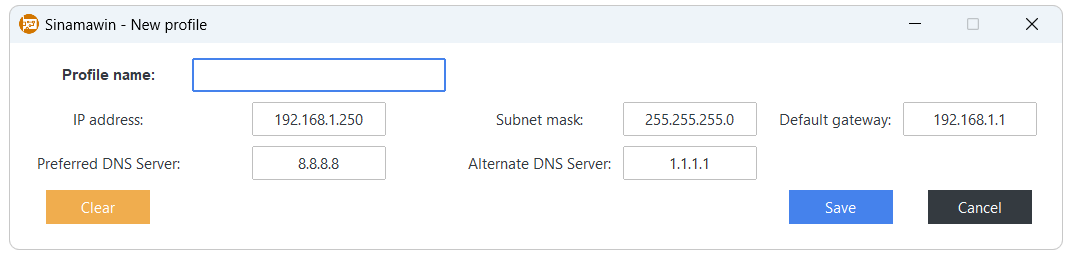 Sinamawin - New profile
Profile name:
IP address: 192.168.1.250 Subnet mask: 255.255.255.0 Default gateway: 192.168.1.1
Preferred DNS Server: 8.8.8.8 Alternate DNS Server: 1.1.1.1
Clear Save Cancel